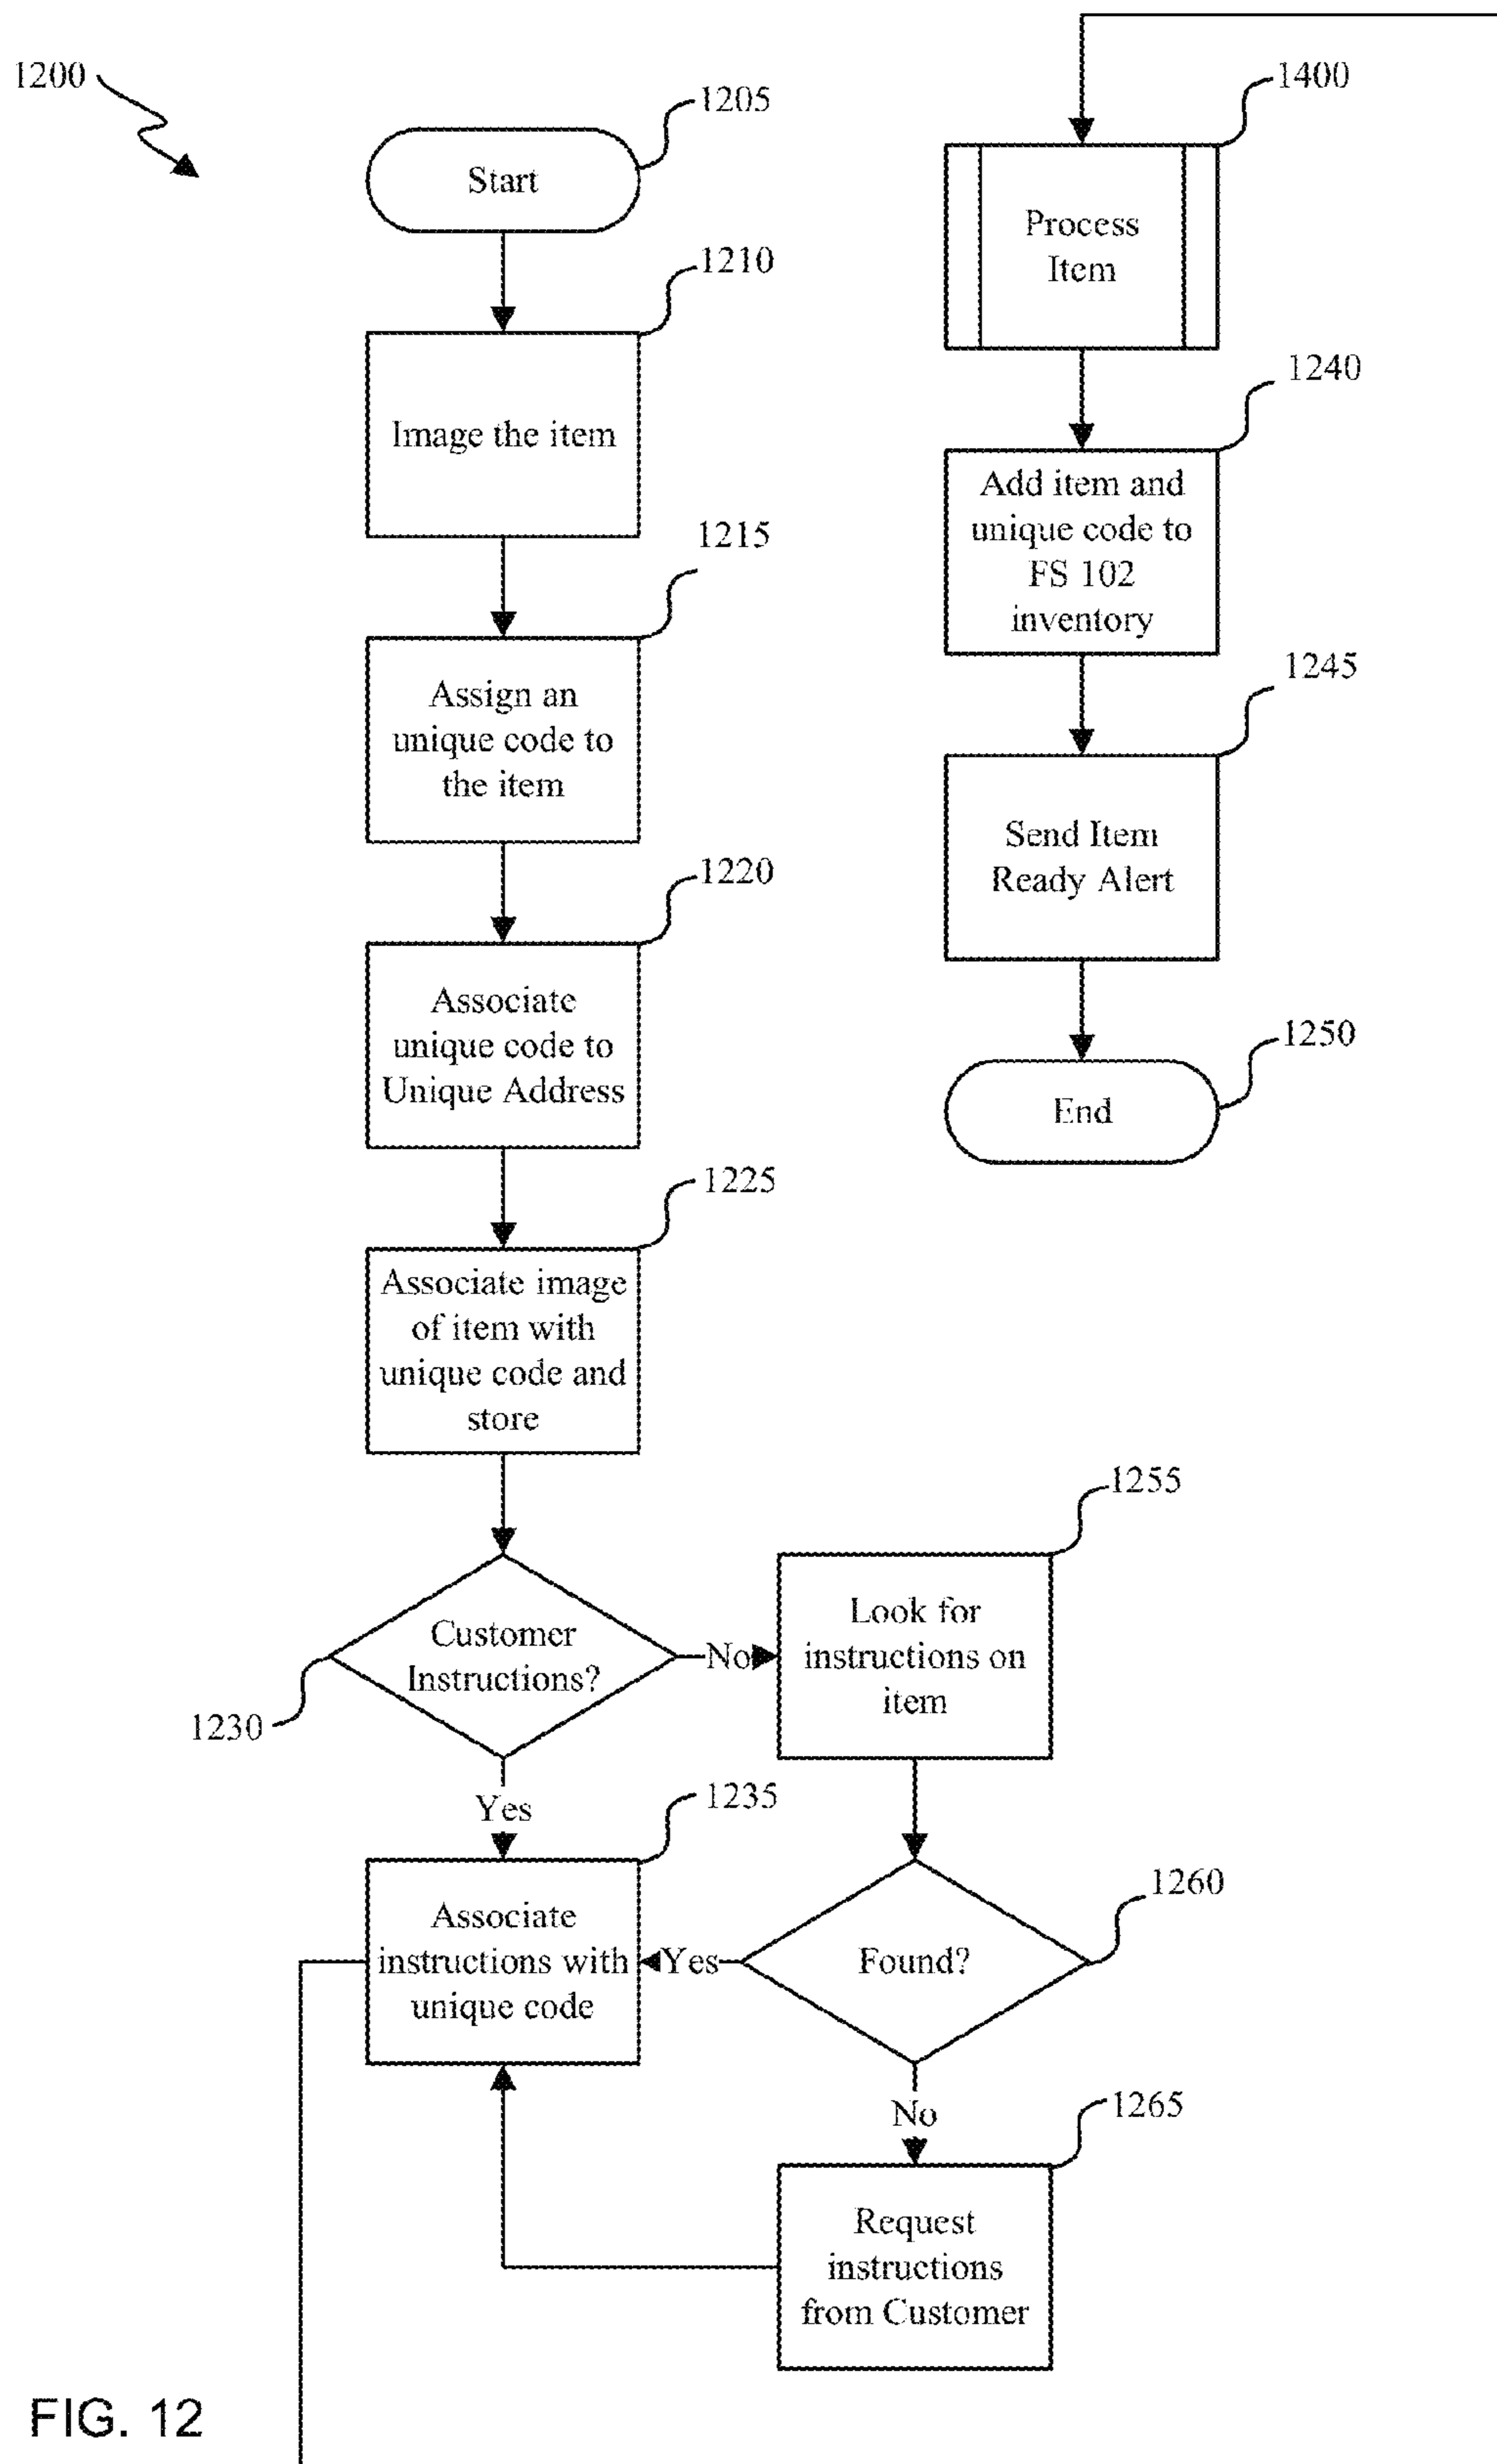 1200
1205
Start
1210
Image the item
1215
Assign an
unique code to
the item
1220
Associate
unique code to
Unique Address
1225
Associate image
of item with
unique code and
store
1230
Customer
Instructions?
No
Yes
1255
Look for
instructions on
item
1235
Associate
instructions with
unique code
1260
Found?
Yes
No
1265
Request
instructions
from Customer
1400
Process
Item
1240
Add item and
unique code to
FS 102
inventory
1245
Send Item
Ready Alert
1250
End
FIG. 12